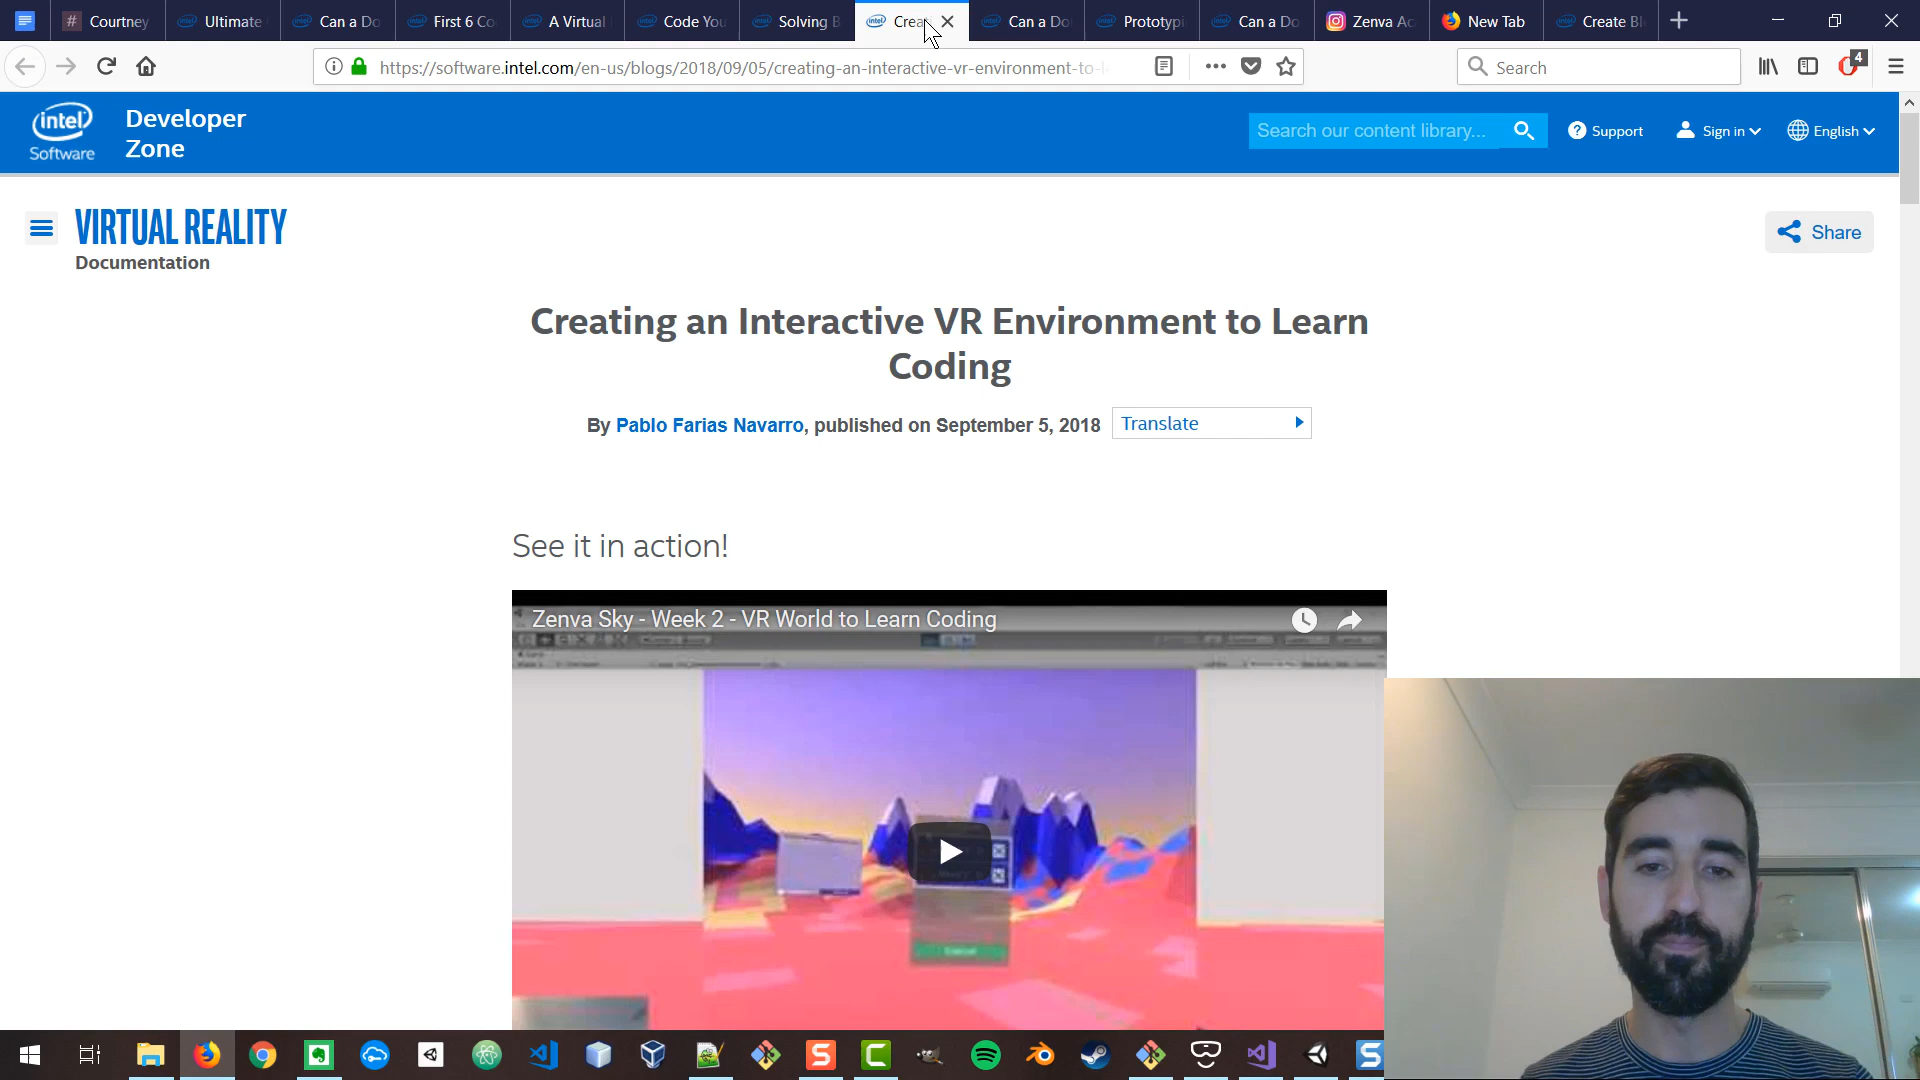 # Courtney
Ultimate
Can a Do
First 6 Co
A Virtual
Code You
Solving B
Crea
Can a Do
Prototypi
Can a Do
Zenva Ac
New Tab
Create Bl
https://software.intel.com/en-us/blogs/2018/09/05/creating-an-interactive-vr-environment-to-l
Search
4
intel
Software
Developer
Zone
Search our content library...
Support
Sign in
English
VIRTUAL REALITY
Documentation
Share
Creating an Interactive VR Environment to Learn
Coding
By Pablo Farias Navarro, published on September 5, 2018
Translate
See it in action!
Zenva Sky - Week 2 - VR World to Learn Coding